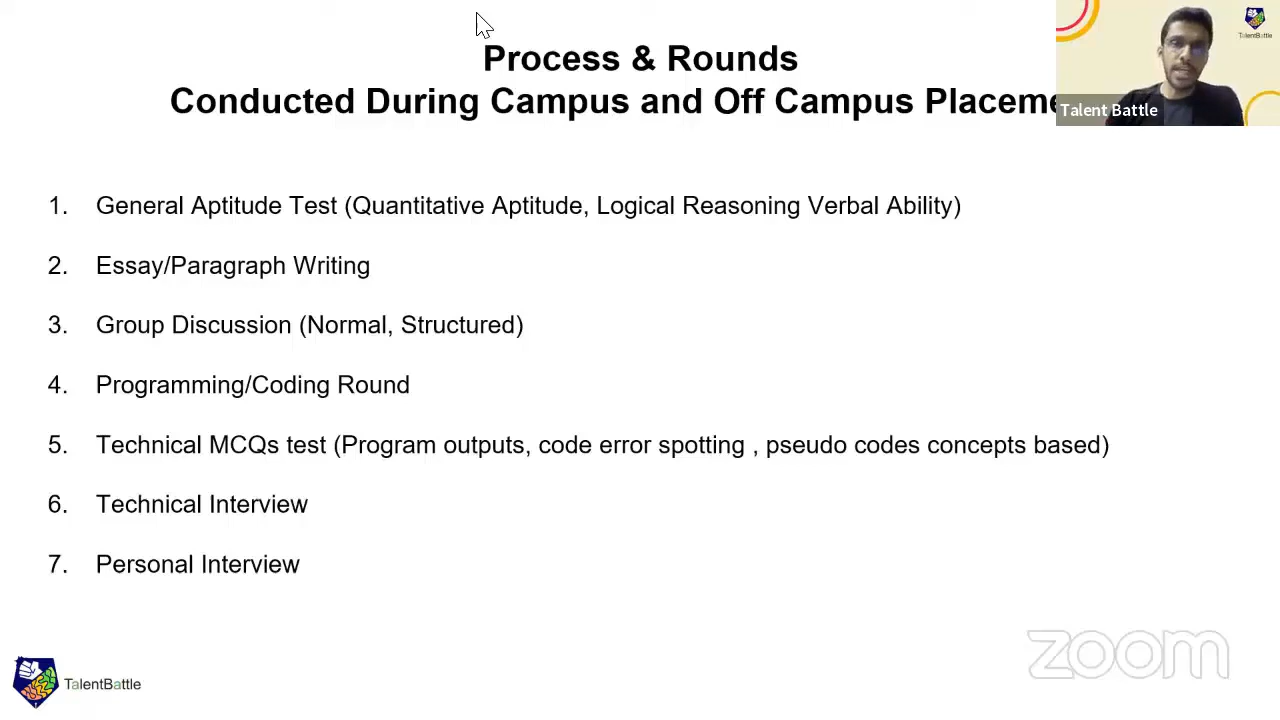 Process & Rounds
Conducted During Campus and Off Campus Placeme
TalentBattle
Talent Battle
1. General Aptitude Test (Quantitative Aptitude, Logical Reasoning Verbal Ability)
2. Essay/Paragraph Writing
3. Group Discussion (Normal, Structured)
4. Programming/Coding Round
5. Technical MCQs test (Program outputs, code error spotting , pseudo codes concepts based)
6. Technical Interview
7. Personal Interview
zoom
TalentBattle